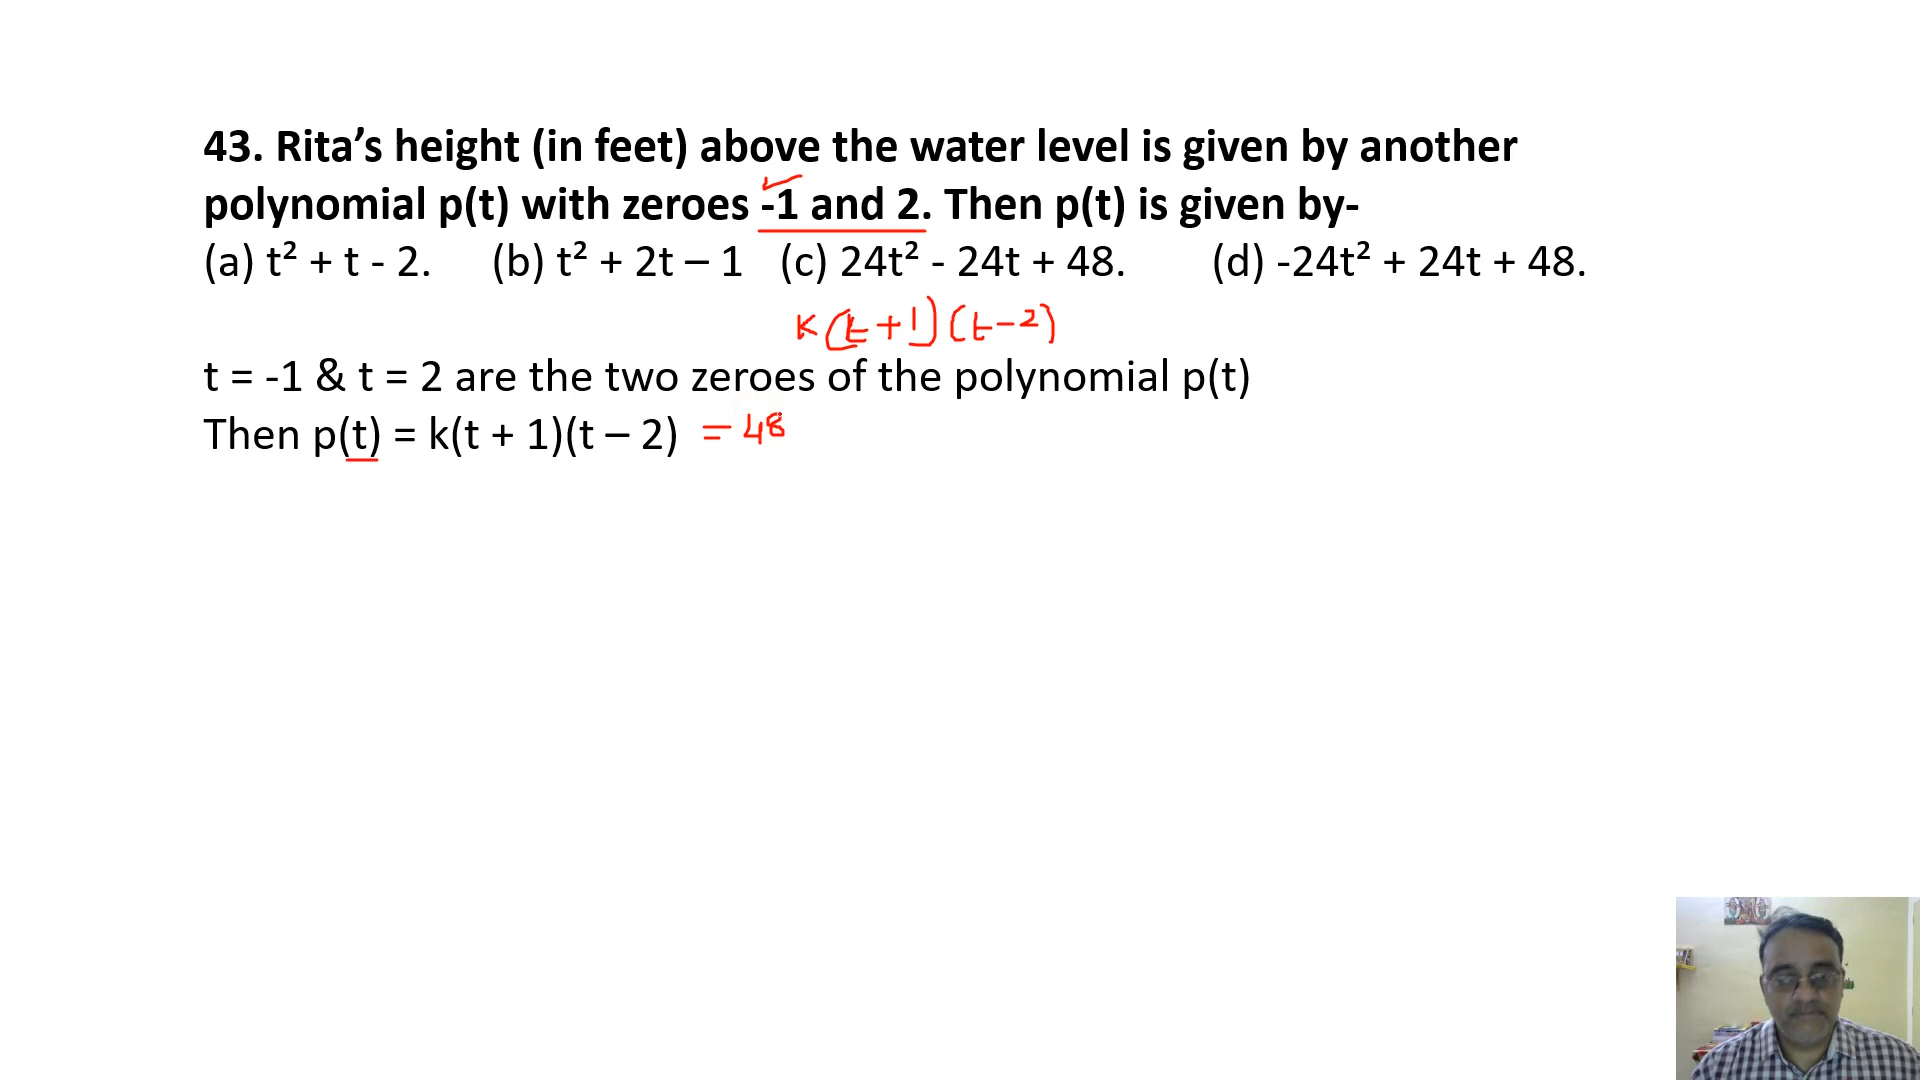 43. Rita’s height (in feet) above the water level is given by another
polynomial p(t) with zeroes -1 and 2. Then p(t) is given by-
(a) t² + t - 2. (b) t² + 2t – 1 (c) 24t² - 24t + 48. (d) -24t² + 24t + 48.
k(t+1)(t-2)
t = -1 & t = 2 are the two zeroes of the polynomial p(t)
Then p(t) = k(t + 1)(t – 2) = 48